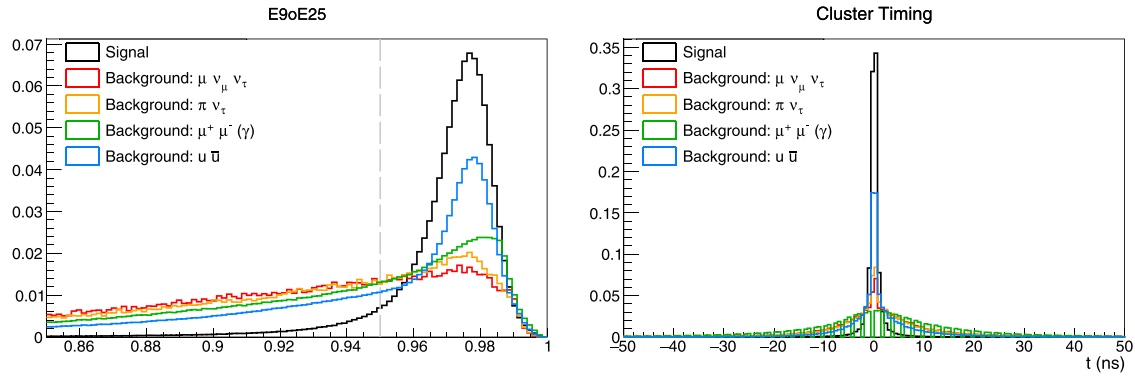 E9oE25
0.07
0.06
0.05
0.04
0.03
0.02
0.01
0
Signal
Background: μ ν_μ ν_τ
Background: π ν_τ
Background: μ⁺ μ⁻ (γ)
Background: u u̅
0.86 0.88 0.9 0.92 0.94 0.96 0.98 1
Cluster Timing
0.35
0.3
0.25
0.2
0.15
0.1
0.05
0
Signal
Background: μ ν_μ ν_τ
Background: π ν_τ
Background: μ⁺ μ⁻ (γ)
Background: u u̅
−50 −40 −30 −20 −10 0 10 20 30 40 50
t (ns)